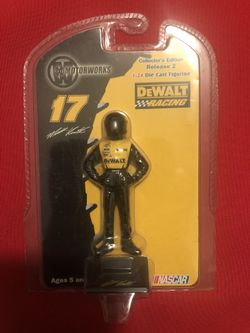 MOTORWORKS
Collector's Edition
Release 2
1:24 Die Cast Figurine
DEWALT
RACING
17
DEWALT
Ages 5 and
NASCAR